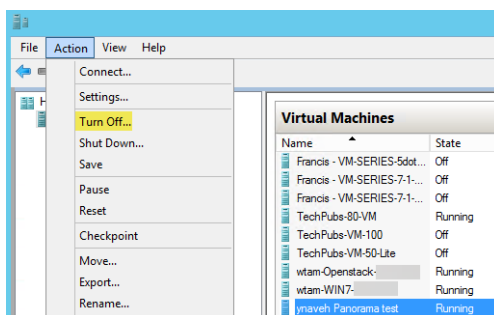 File Action View Help
Connect...
Settings...
Turn Off...
Shut Down...
Save
Pause
Reset
Checkpoint
Move...
Export...
Rename...
Virtual Machines
Name State
Francis - VM-SERIES-5dot... Off
Francis - VM-SERIES-7-1-... Off
Francis - VM-SERIES-7-1-... Off
TechPubs-80-VM Running
TechPubs-VM-100 Off
TechPubs-VM-50-Lite Off
wtam-Openstack- Running
wtam-WIN7- Running
ynaveh Panorama test Running